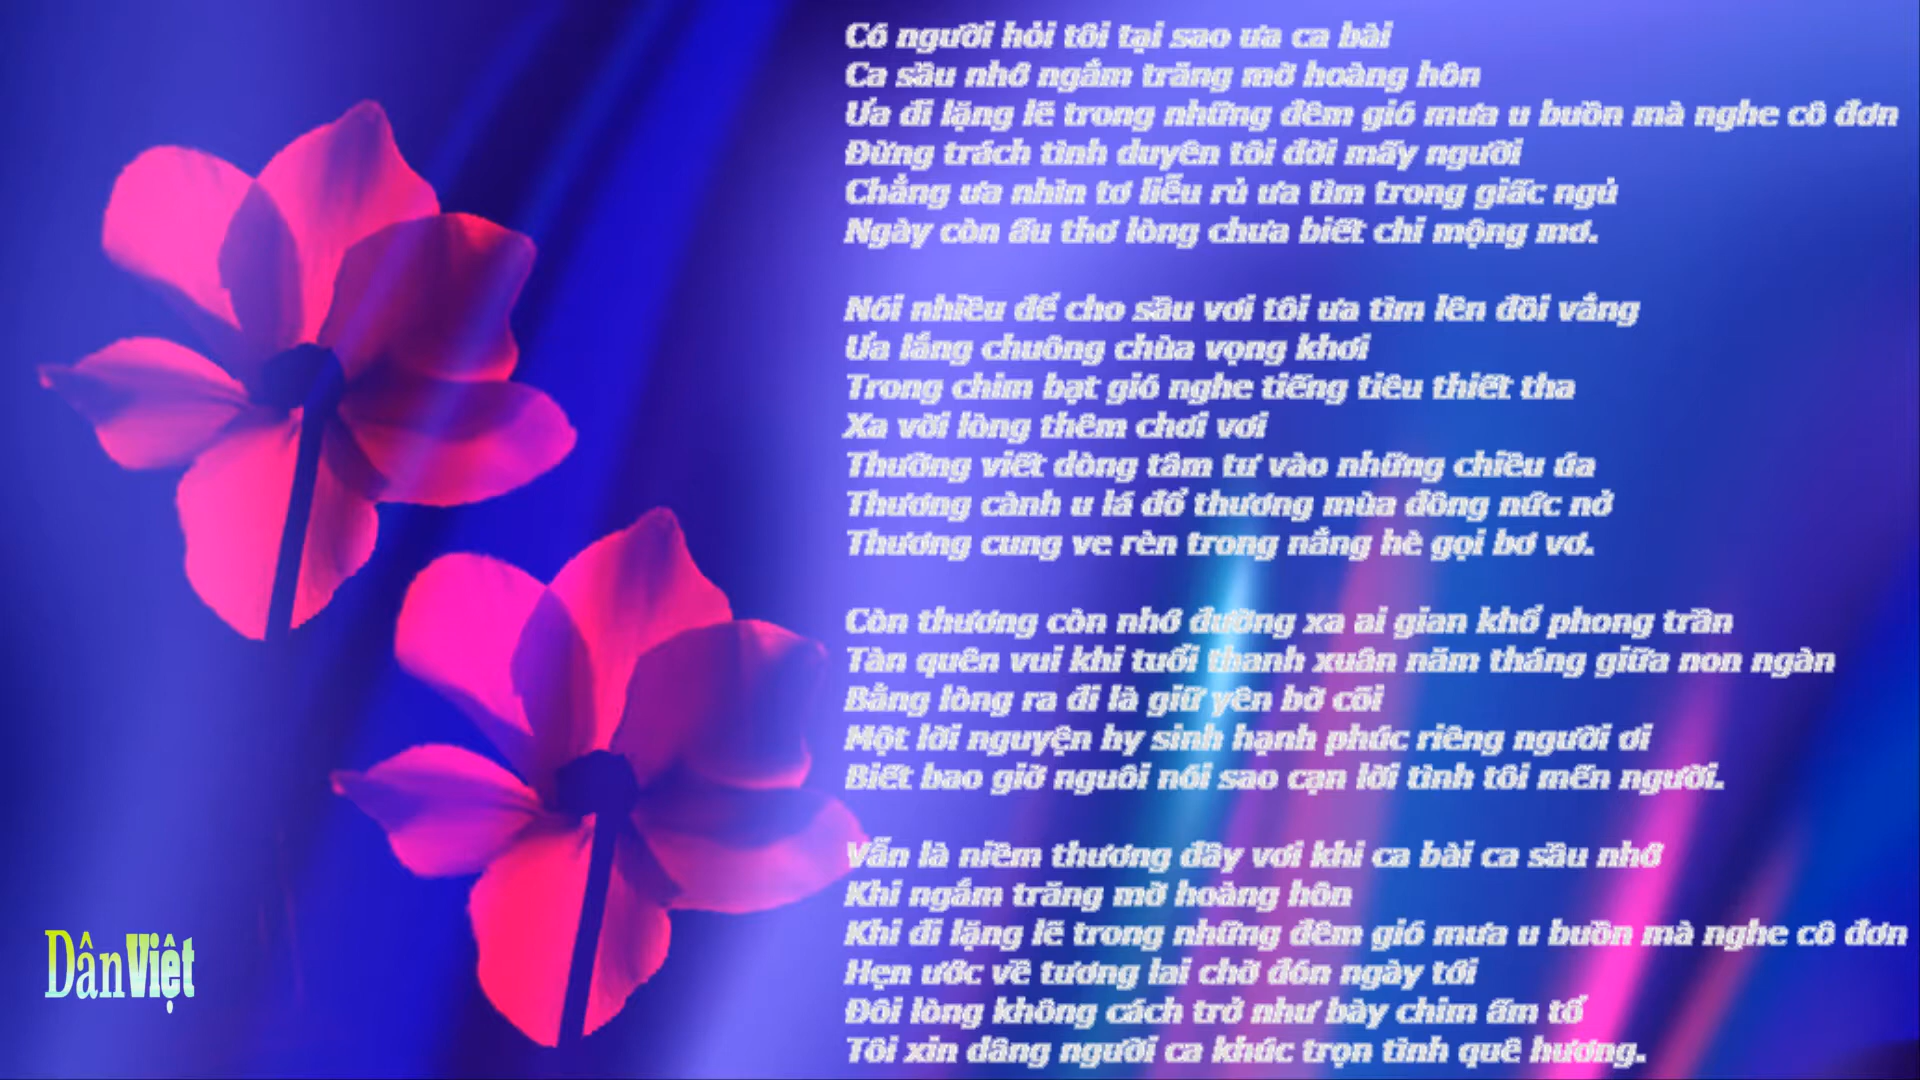 Có người hỏi tôi tại sao ưa ca bài
Ca sầu nhớ ngắm trăng mờ hoàng hôn
Ưa đi lặng lẽ trong những đêm gió mưa u buồn mà nghe cô đơn
Đừng trách tình duyên tôi đời mấy người
Chẳng ưa nhìn tơ liễu rủ ưa tìm trong giấc ngủ
Ngày còn ấu thơ lòng chưa biết chi mộng mơ.
Nói nhiều để cho sầu vơi tôi ưa tìm lên đồi vắng
Ưa lắng chuông chùa vọng khơi
Trong chim bạt gió nghe tiếng tiêu thiết tha
Xa vời lòng thêm chơi vơi
Thường viết dòng tâm tư vào những chiều úa
Thương cành u lá đổ thương mùa đông nức nở
Thương cung ve rèn trong nắng hè gọi bơ vơ.
Còn thương còn nhớ đường xa ai gian khổ phong trần
Tàn quên vui khi tuổi thanh xuân năm tháng giữa non ngàn
Bằng lòng ra đi là giữ yên bờ cõi
Một lời nguyện hy sinh hạnh phúc riêng người ơi
Biết bao giờ nguôi nói sao cạn lời tình tôi mến người.
Vẫn là niềm thương đầy vơi khi ca bài ca sầu nhớ
Khi ngắm trăng mờ hoàng hôn
Khi đi lặng lẽ trong những đêm gió mưa u buồn mà nghe cô đơn
Hẹn ước về tương lai chờ đón ngày tới
Đôi lòng không cách trở như bày chim ấm tổ
Tôi xin dâng người ca khúc trọn tình quê hương.
DânViệt